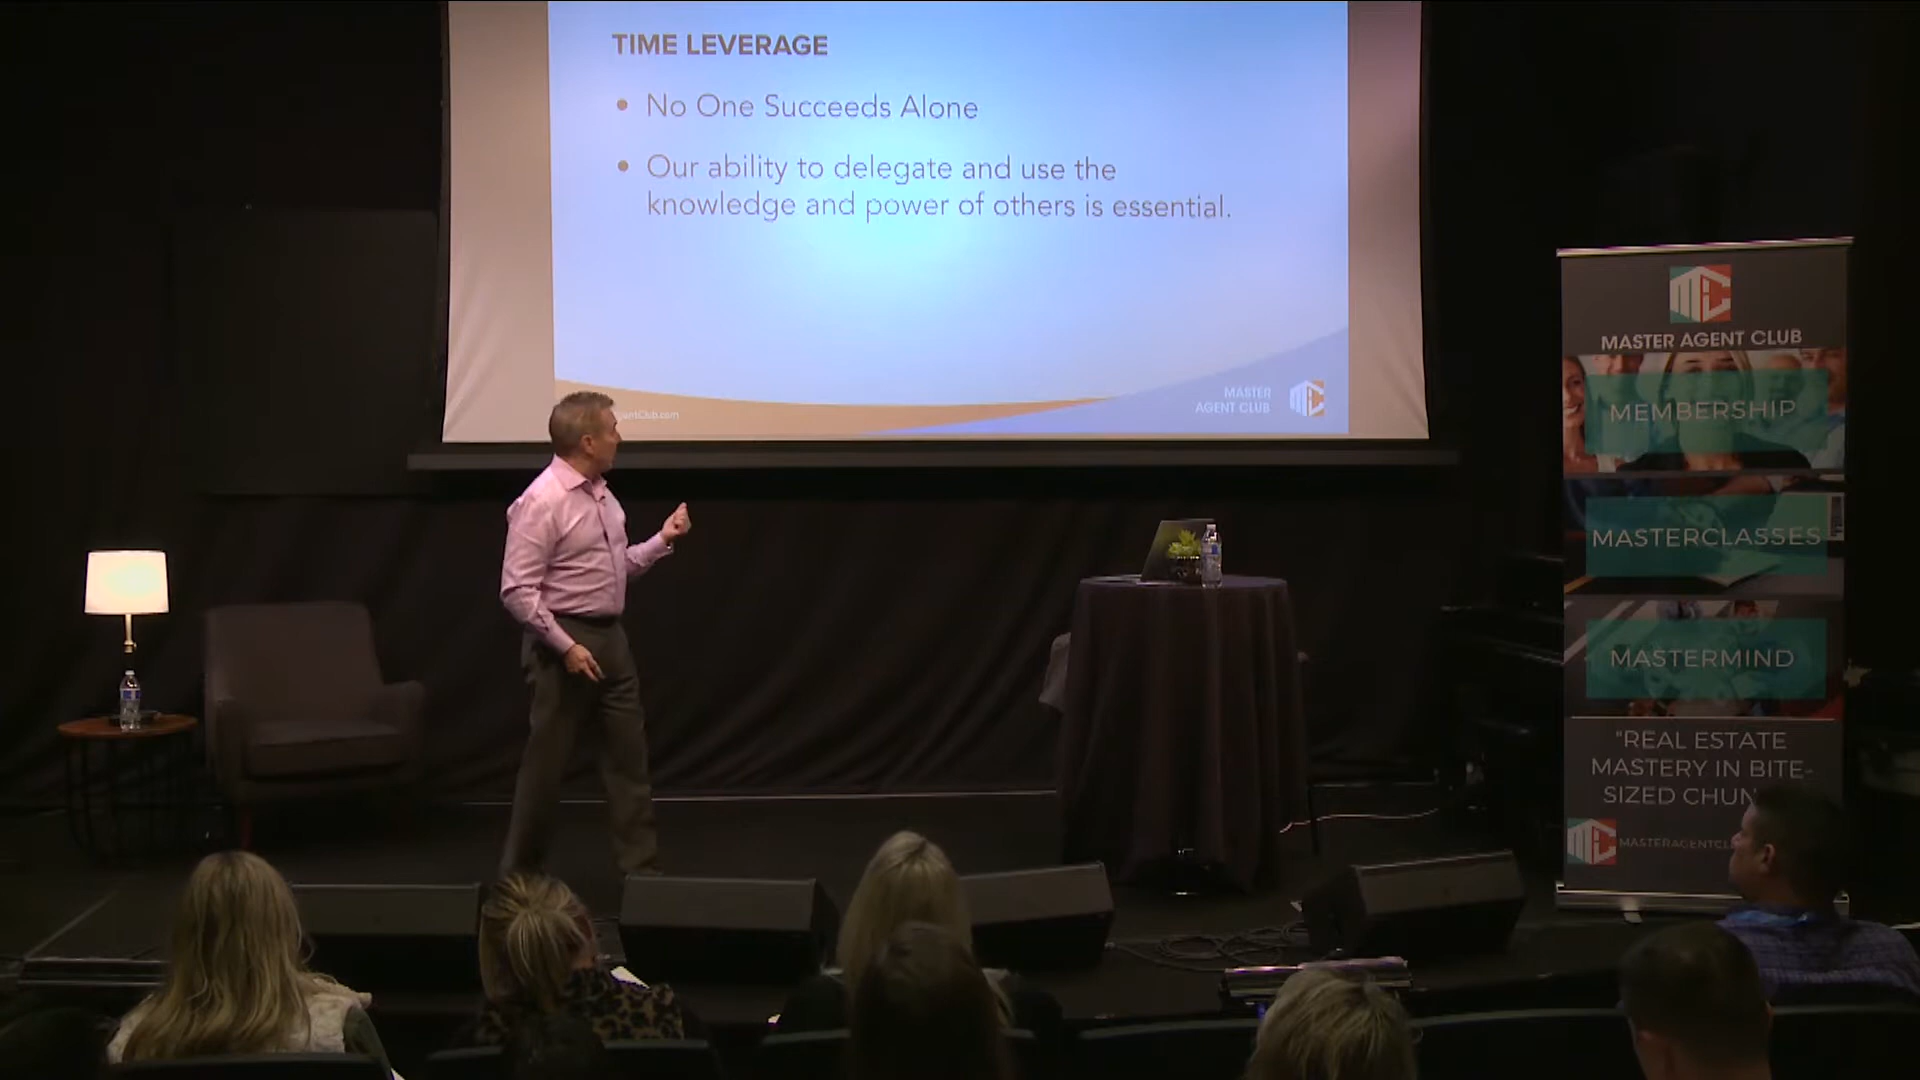 TIME LEVERAGE
• No One Succeeds Alone
• Our ability to delegate and use the
knowledge and power of others is essential.
MASTER
AGENT CLUB
MASTER AGENT CLUB
MEMBERSHIP
MASTERCLASSES
MASTERMIND
"REAL ESTATE
MASTERY IN BITE-
SIZED